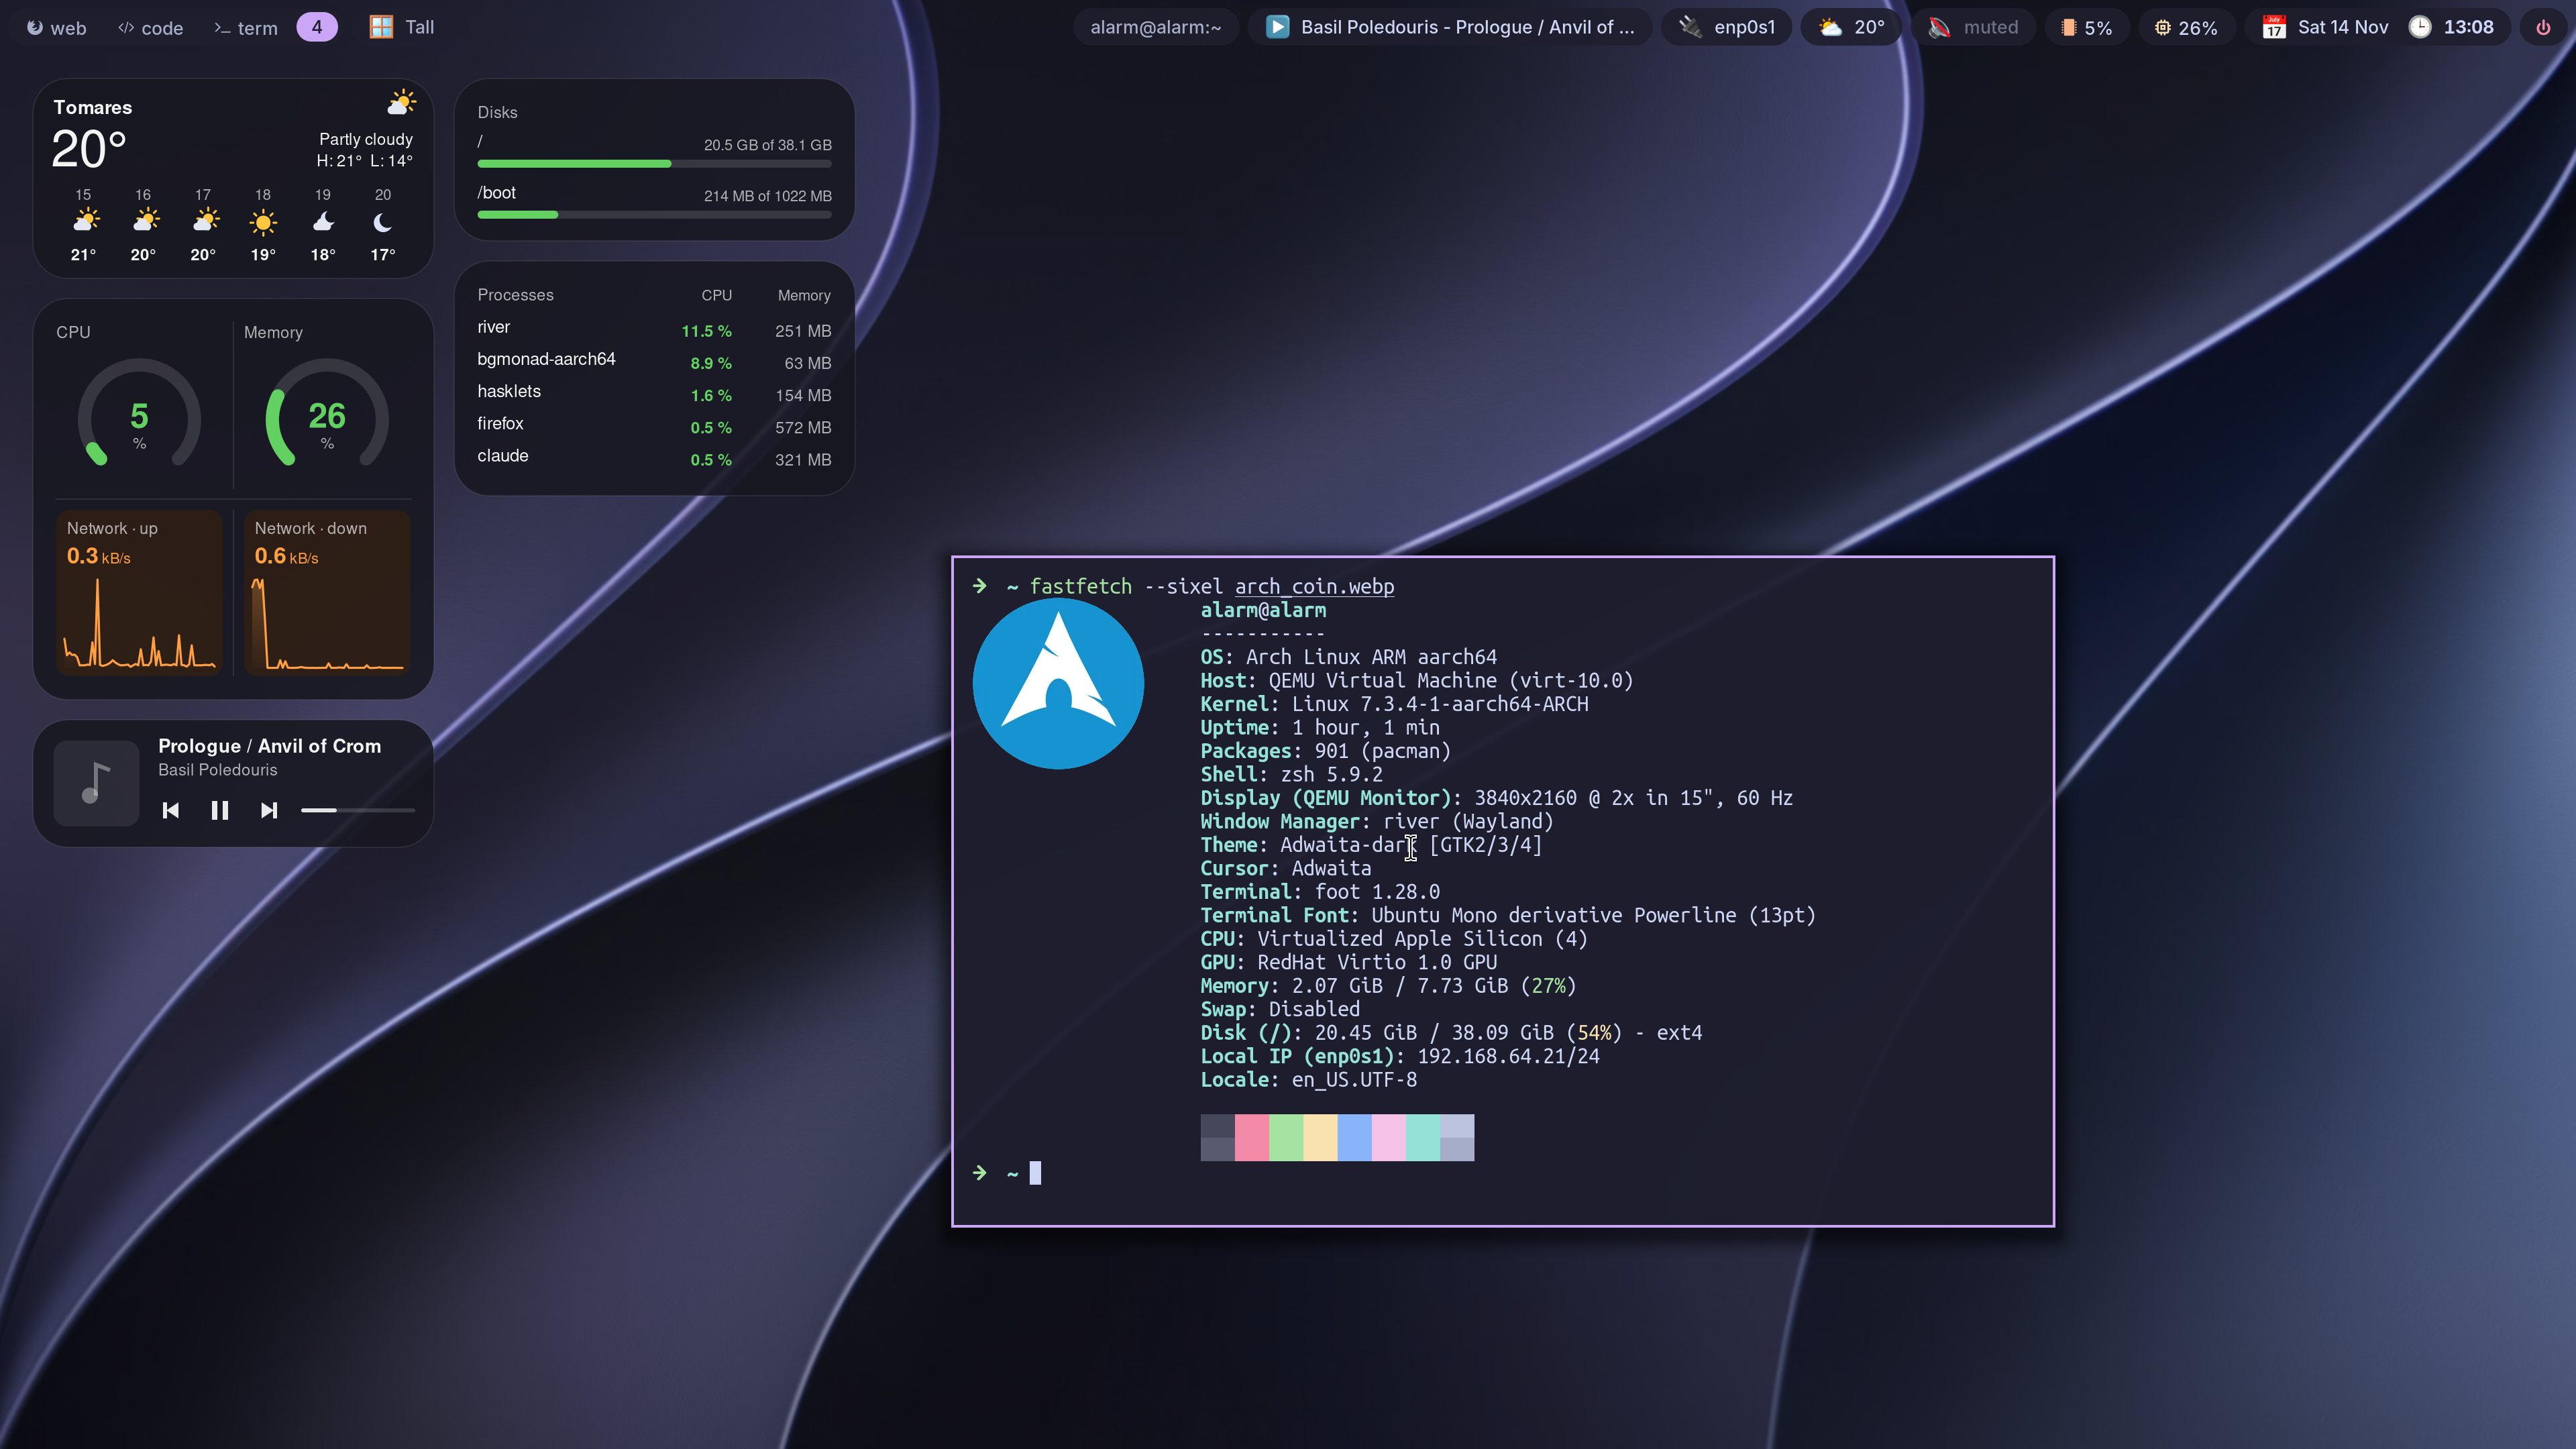 web code >_ term 4 Tall alarm@alarm:~ Basil Poledouris - Prologue / Anvil of ... enp0s1 20° muted 5% 26% Sat 14 Nov 13:08
Tomares
20°
Partly cloudy
H: 21° L: 14°
15 16 17 18 19 20
21° 20° 20° 19° 18° 17°
CPU Memory
5 26
% %
Network · up Network · down
0.3 kB/s 0.6 kB/s
Prologue / Anvil of Crom
Basil Poledouris
Disks
/ 20.5 GB of 38.1 GB
/boot 214 MB of 1022 MB
Processes CPU Memory
river 11.5 % 251 MB
bgmonad-aarch64 8.9 % 63 MB
hasklets 1.6 % 154 MB
firefox 0.5 % 572 MB
claude 0.5 % 321 MB
➜ ~ fastfetch --sixel arch_coin.webp
alarm@alarm
-----------
OS: Arch Linux ARM aarch64
Host: QEMU Virtual Machine (virt-10.0)
Kernel: Linux 7.3.4-1-aarch64-ARCH
Uptime: 1 hour, 1 min
Packages: 901 (pacman)
Shell: zsh 5.9.2
Display (QEMU Monitor): 3840x2160 @ 2x in 15", 60 Hz
Window Manager: river (Wayland)
Theme: Adwaita-dark [GTK2/3/4]
Cursor: Adwaita
Terminal: foot 1.28.0
Terminal Font: Ubuntu Mono derivative Powerline (13pt)
CPU: Virtualized Apple Silicon (4)
GPU: RedHat Virtio 1.0 GPU
Memory: 2.07 GiB / 7.73 GiB (27%)
Swap: Disabled
Disk (/): 20.45 GiB / 38.09 GiB (54%) - ext4
Local IP (enp0s1): 192.168.64.21/24
Locale: en_US.UTF-8
➜ ~